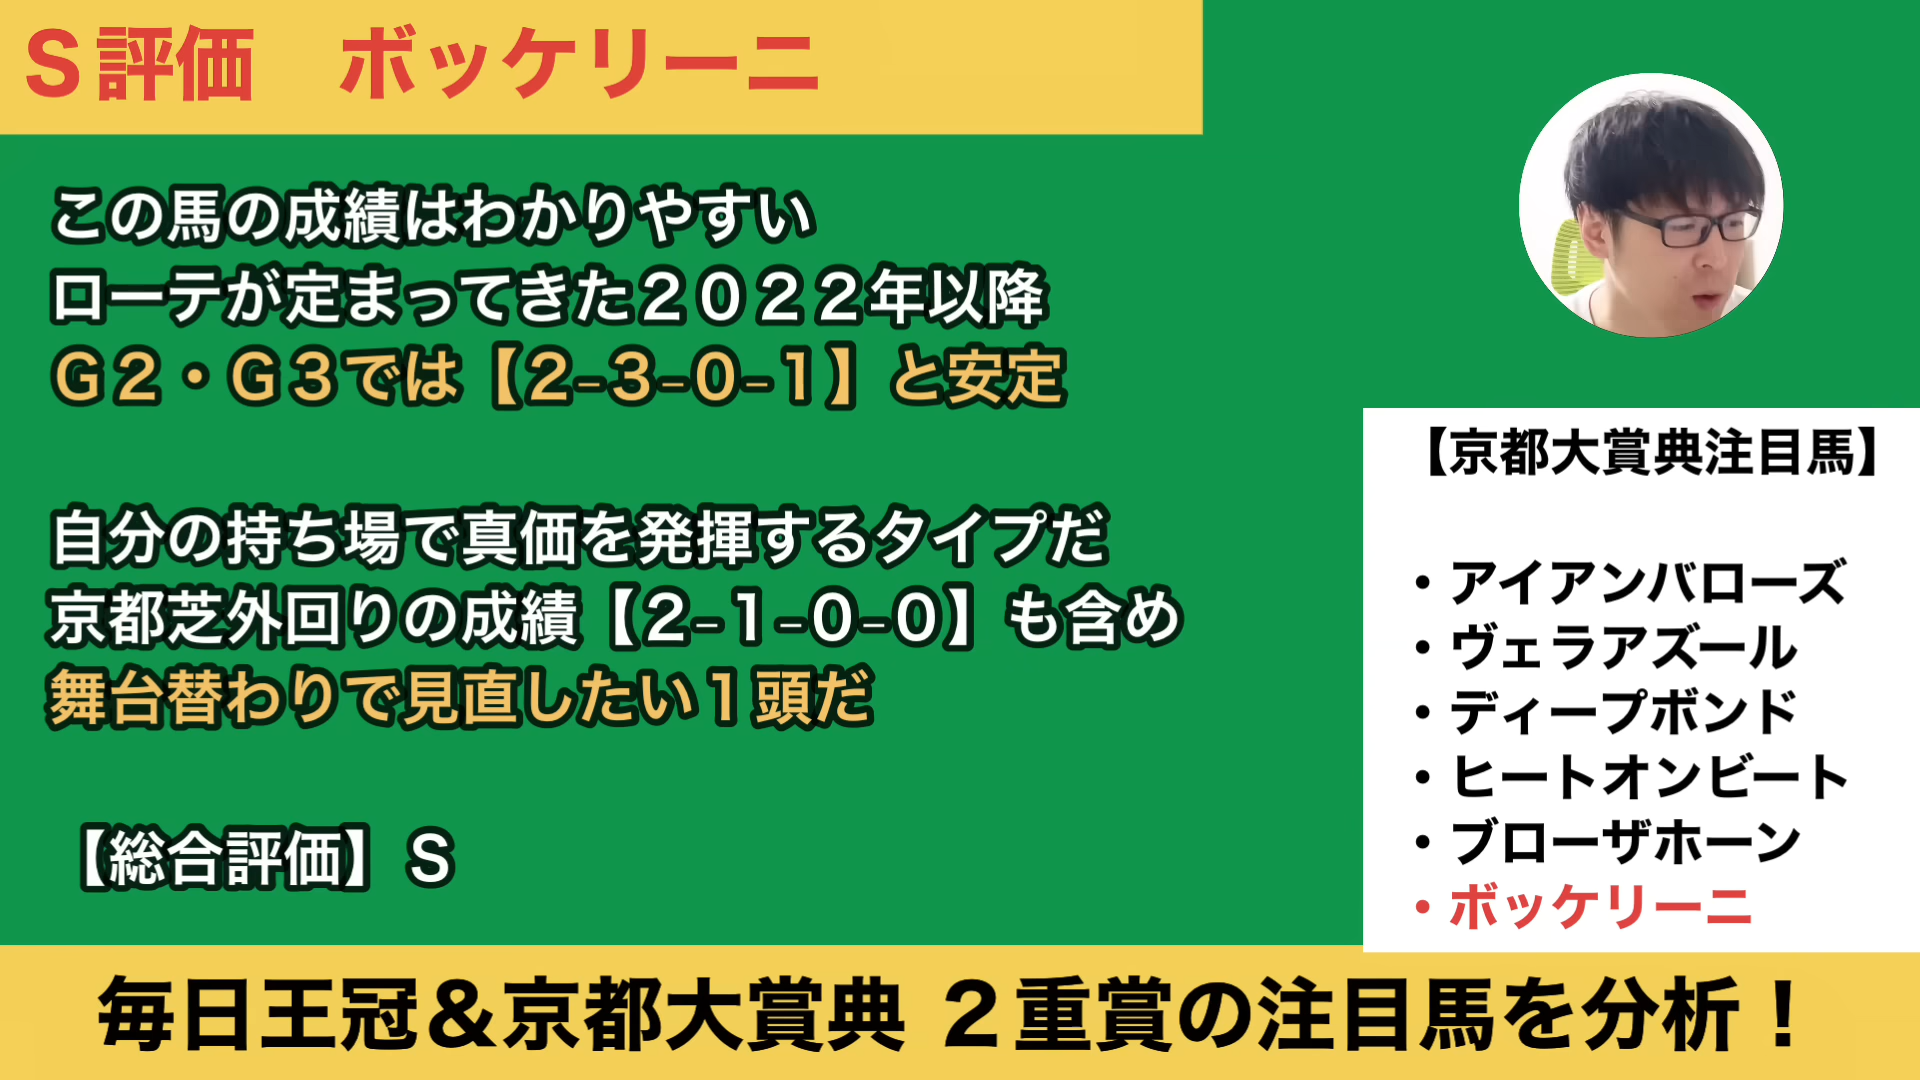 Ｓ評価　ボッケリーニ
この馬の成績はわかりやすい
ローテが定まってきた２０２２年以降
Ｇ２・Ｇ３では【２−３−０−１】と安定
自分の持ち場で真価を発揮するタイプだ
京都芝外回りの成績【２−１−０−０】も含め
舞台替わりで見直したい１頭だ
【総合評価】Ｓ
【京都大賞典注目馬】
・アイアンバローズ
・ヴェラアズール
・ディープボンド
・ヒートオンビート
・ブローザホーン
・ボッケリーニ
毎日王冠＆京都大賞典 ２重賞の注目馬を分析！